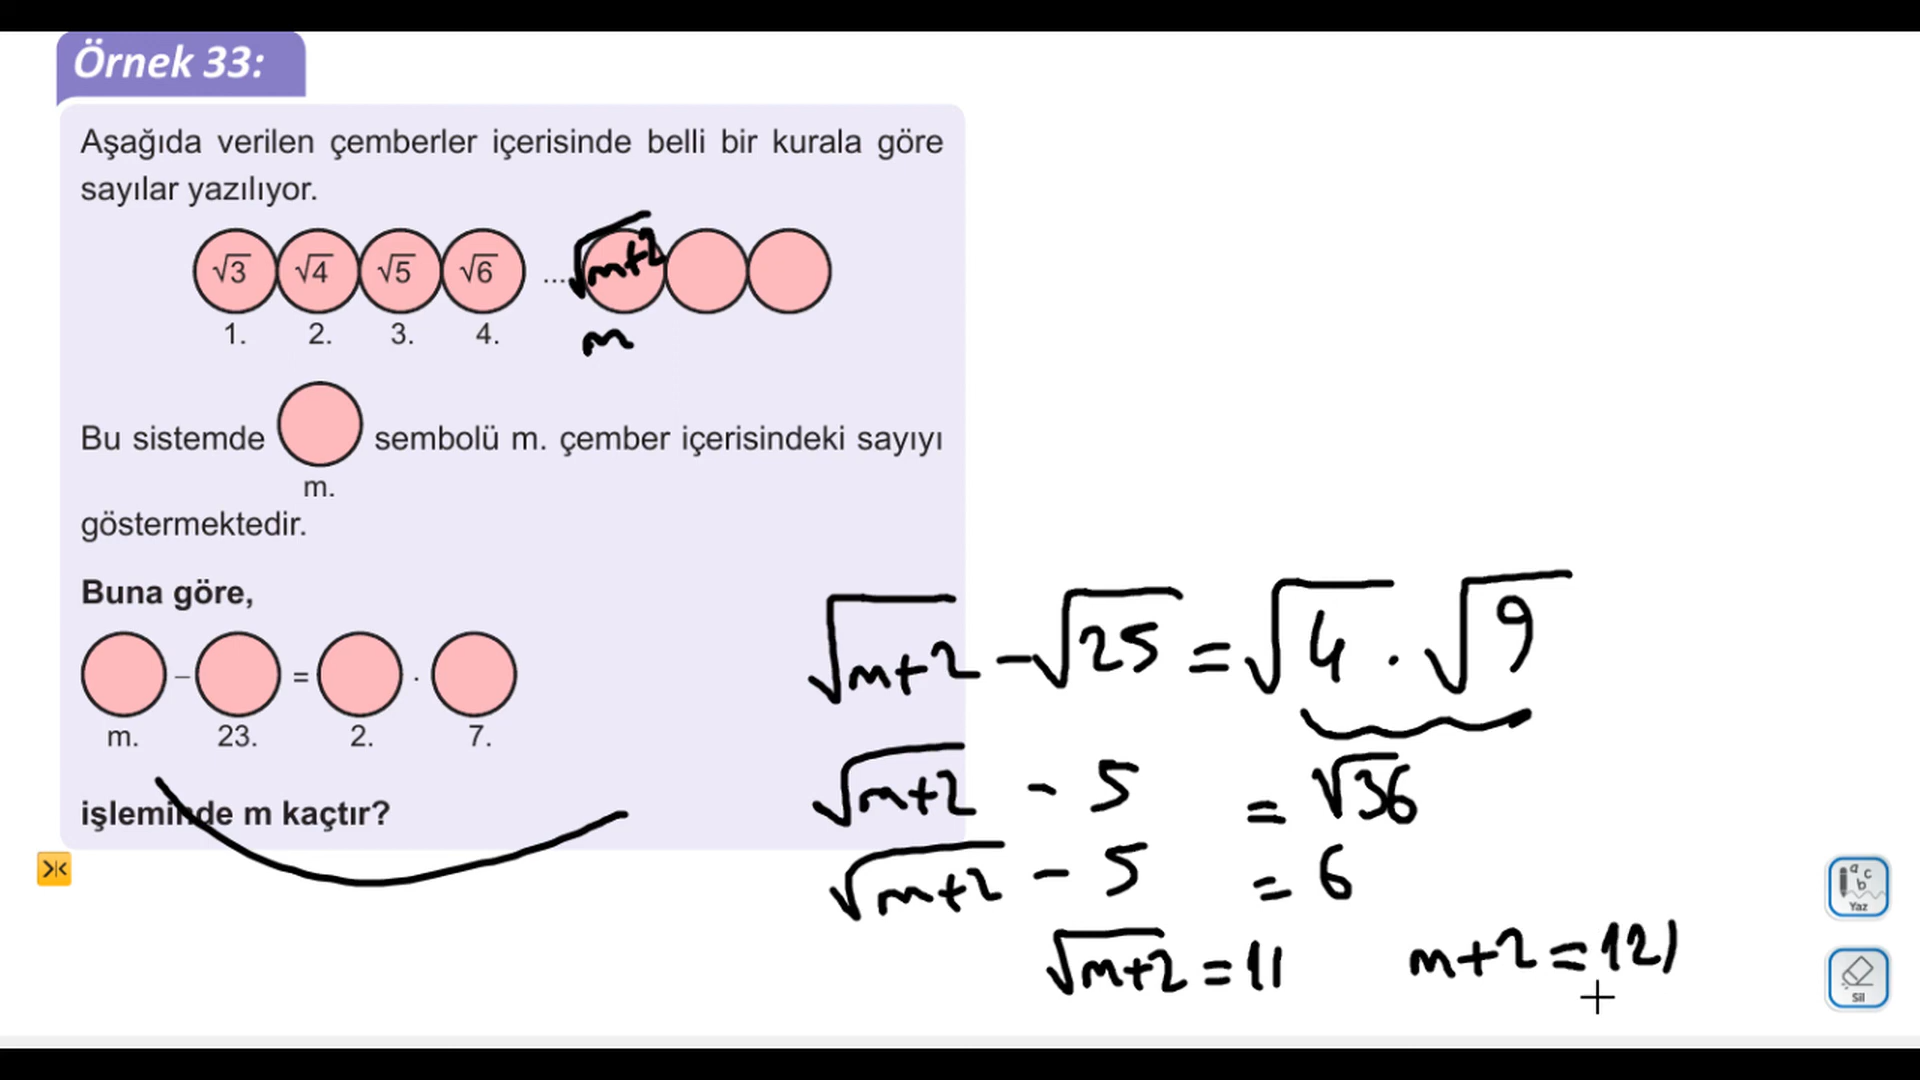 Örnek 33:
Aşağıda verilen çemberler içerisinde belli bir kurala göre
sayılar yazılıyor.
√3 √4 √5 √6 ... √m+2
1. 2. 3. 4. m
Bu sistemde sembolü m. çember içerisindeki sayıyı
m.
göstermektedir.
Buna göre,
– = ·
m. 23. 2. 7.
işleminde m kaçtır?
√m+2 − √25 = √4 . √9
√m+2 - 5 = √36
√m+2 - 5 = 6
√m+2 = 11 m+2 = 121
a b c
Yaz
Sil